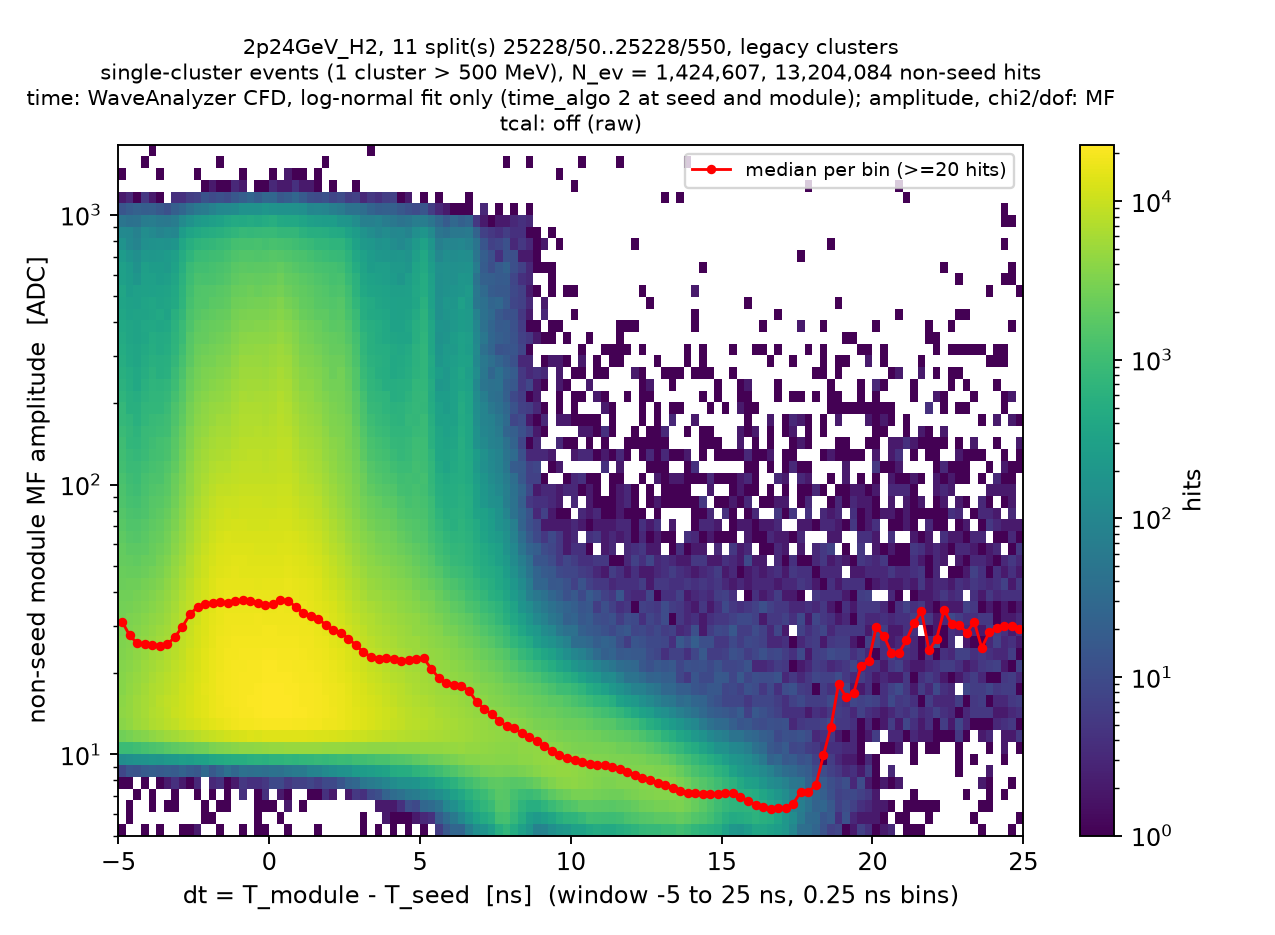 2p24GeV_H2, 11 split(s) 25228/50..25228/550, legacy clusters
single-cluster events (1 cluster > 500 MeV), N_ev = 1,424,607, 13,204,084 non-seed hits
time: WaveAnalyzer CFD, log-normal fit only (time_algo 2 at seed and module); amplitude, chi2/dof: MF
tcal: off (raw)
median per bin (>=20 hits)
non-seed module MF amplitude [ADC]
10³
10²
10¹
−5 0 5 10 15 20 25
dt = T_module - T_seed [ns] (window -5 to 25 ns, 0.25 ns bins)
10⁴
10³
10²
10¹
10⁰
hits